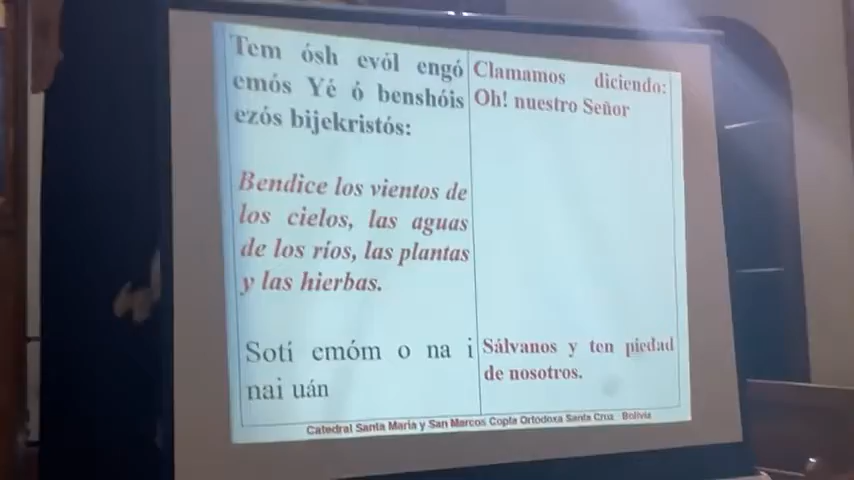 Tem ósh evól engó
emós Yé ó benshóis
ezós bijekristós:
Clamamos diciendo:
Oh! nuestro Señor
Bendice los vientos de
los cielos, las aguas
de los ríos, las plantas
y las hierbas.
Sotí emóm o na i
nai uán
Sálvanos y ten piedad
de nosotros.
Catedral Santa María y San Marcos Copta Ortodoxa Santa Cruz Bolivia